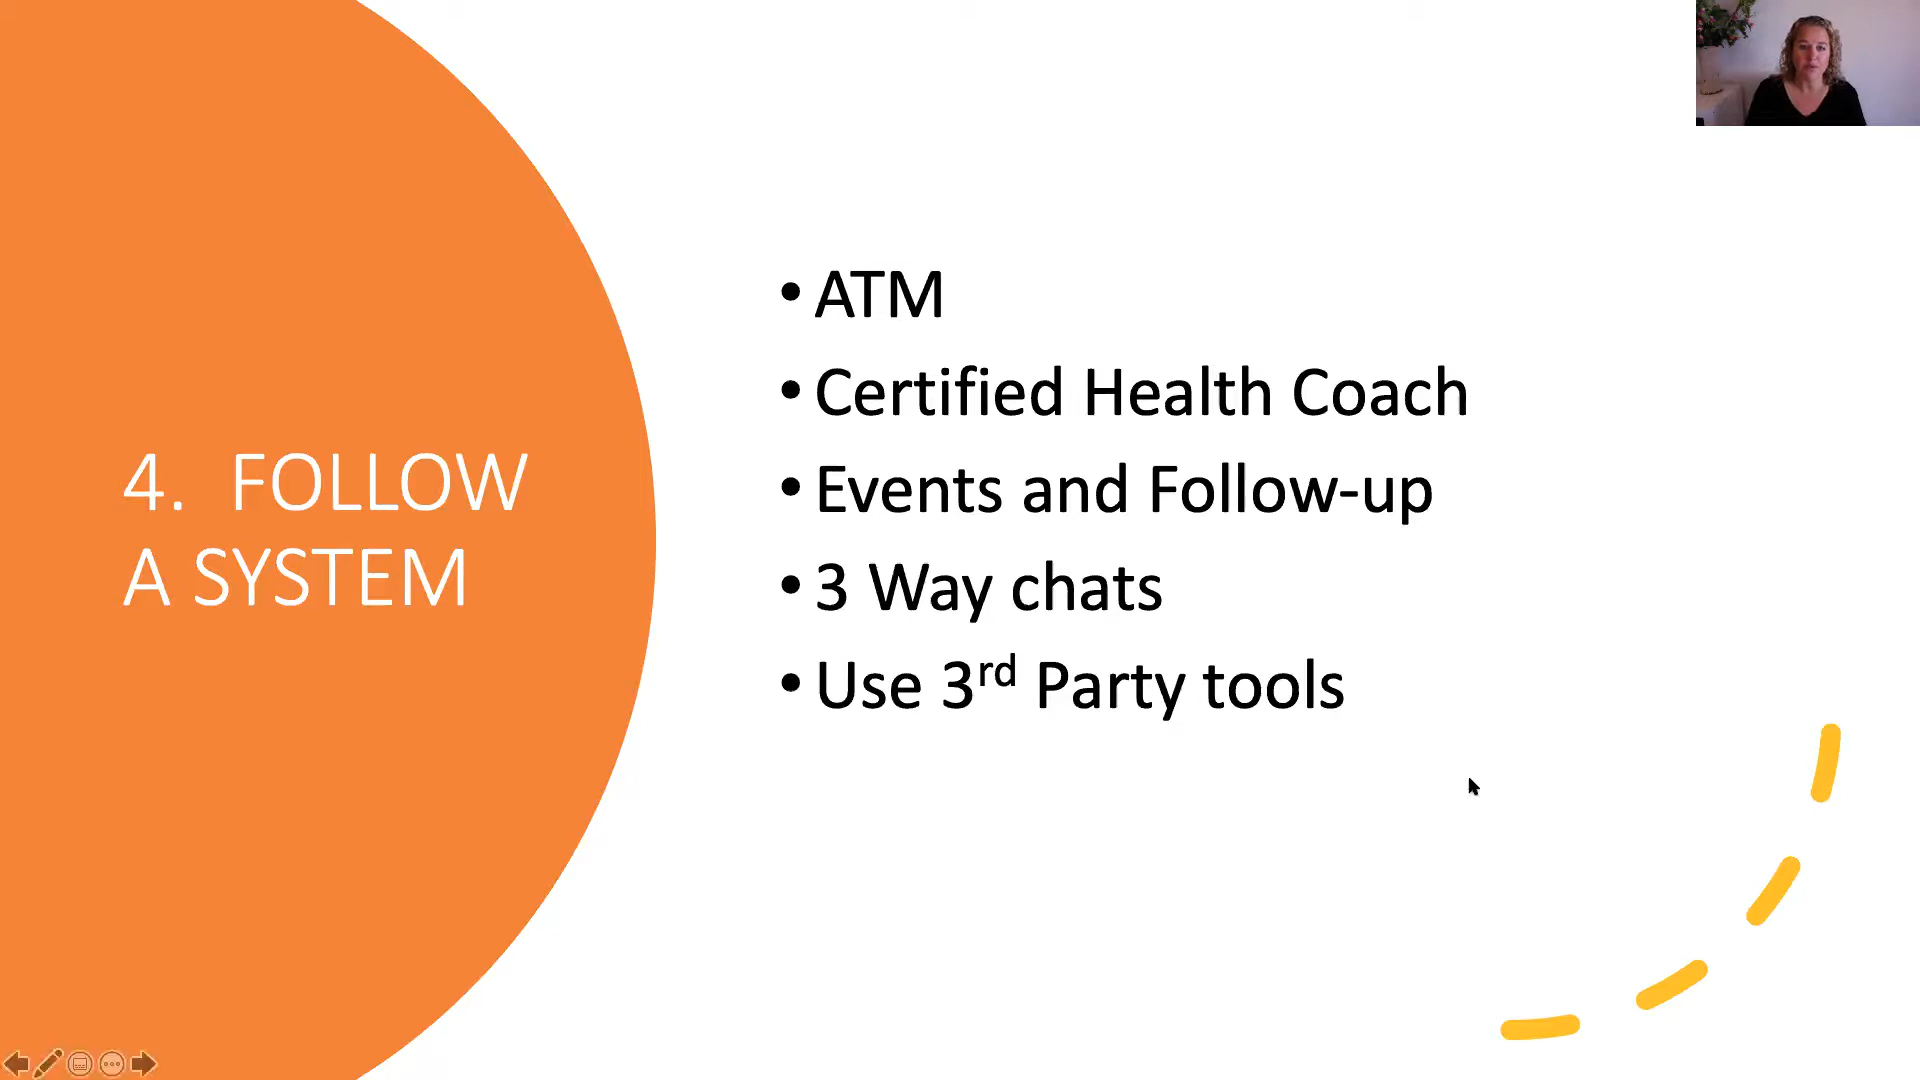 4. FOLLOW
A SYSTEM
• ATM
• Certified Health Coach
• Events and Follow-up
• 3 Way chats
• Use 3rd Party tools